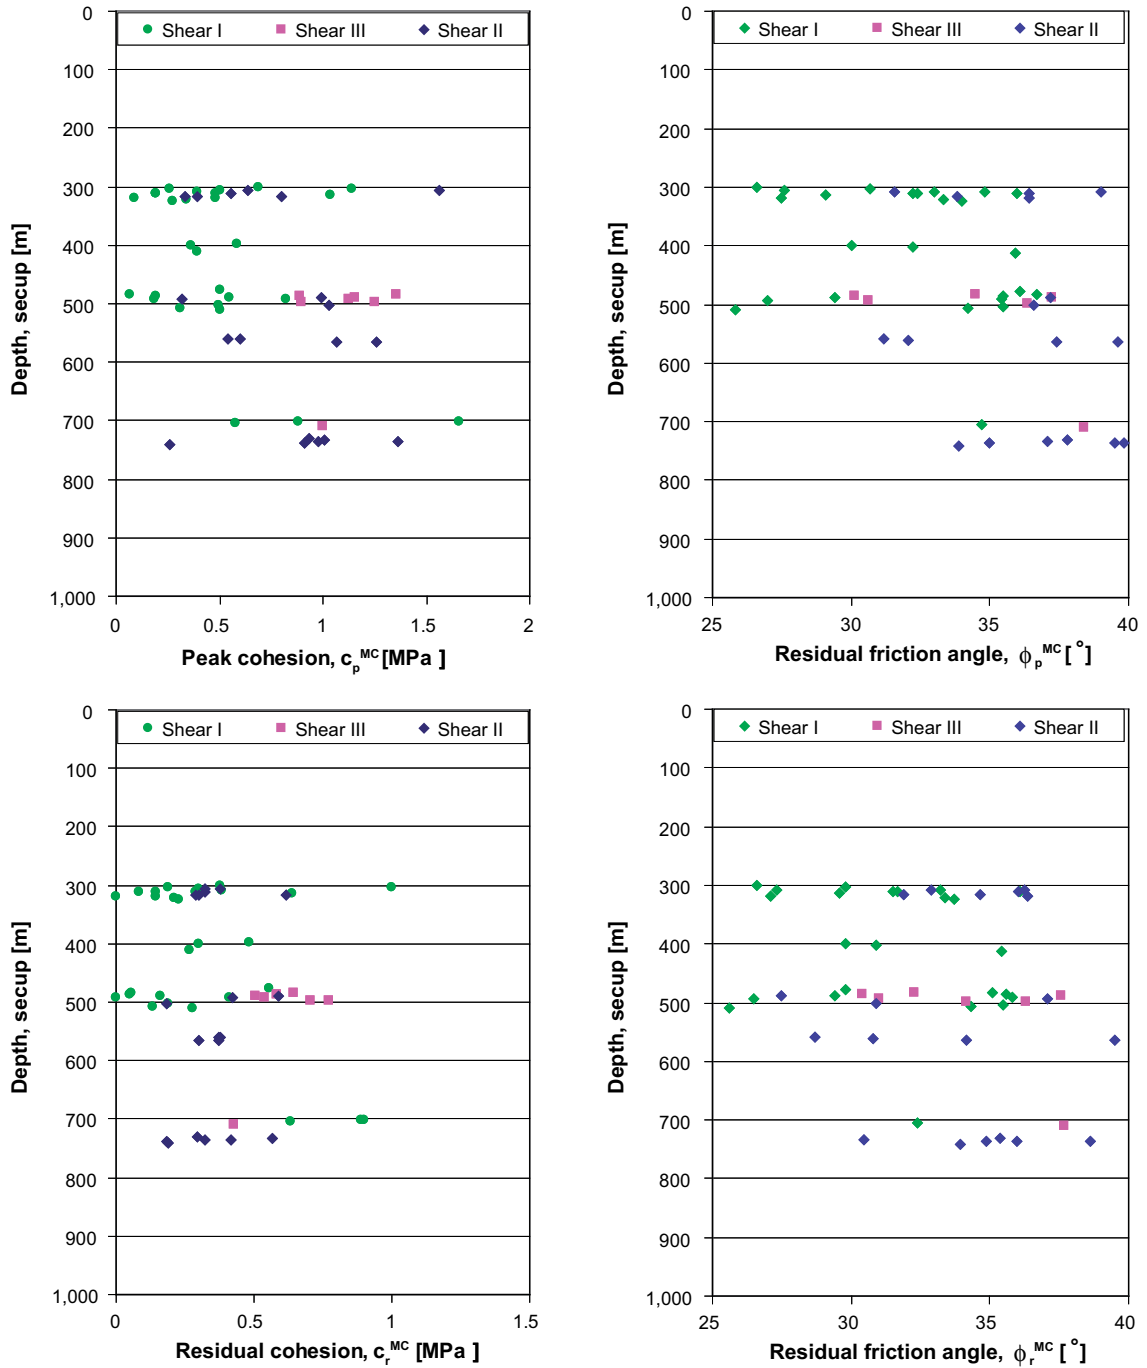 0
Shear I Shear III Shear II
100
200
300
400
500
600
700
800
900
1,000
Depth, secup [m]
0 0.5 1 1.5 2
Peak cohesion, cₚᴹᶜ [MPa ]
0
Shear I Shear III Shear II
100
200
300
400
500
600
700
800
900
1,000
Depth, secup [m]
25 30 35 40
Residual friction angle, ϕₚᴹᶜ [ ° ]
0
Shear I Shear III Shear II
100
200
300
400
500
600
700
800
900
1,000
Depth, secup [m]
0 0.5 1 1.5
Residual cohesion, cᵣᴹᶜ [MPa ]
0
Shear I Shear III Shear II
100
200
300
400
500
600
700
800
900
1,000
Depth, secup [m]
25 30 35 40
Residual friction angle, ϕᵣᴹᶜ [ ° ]